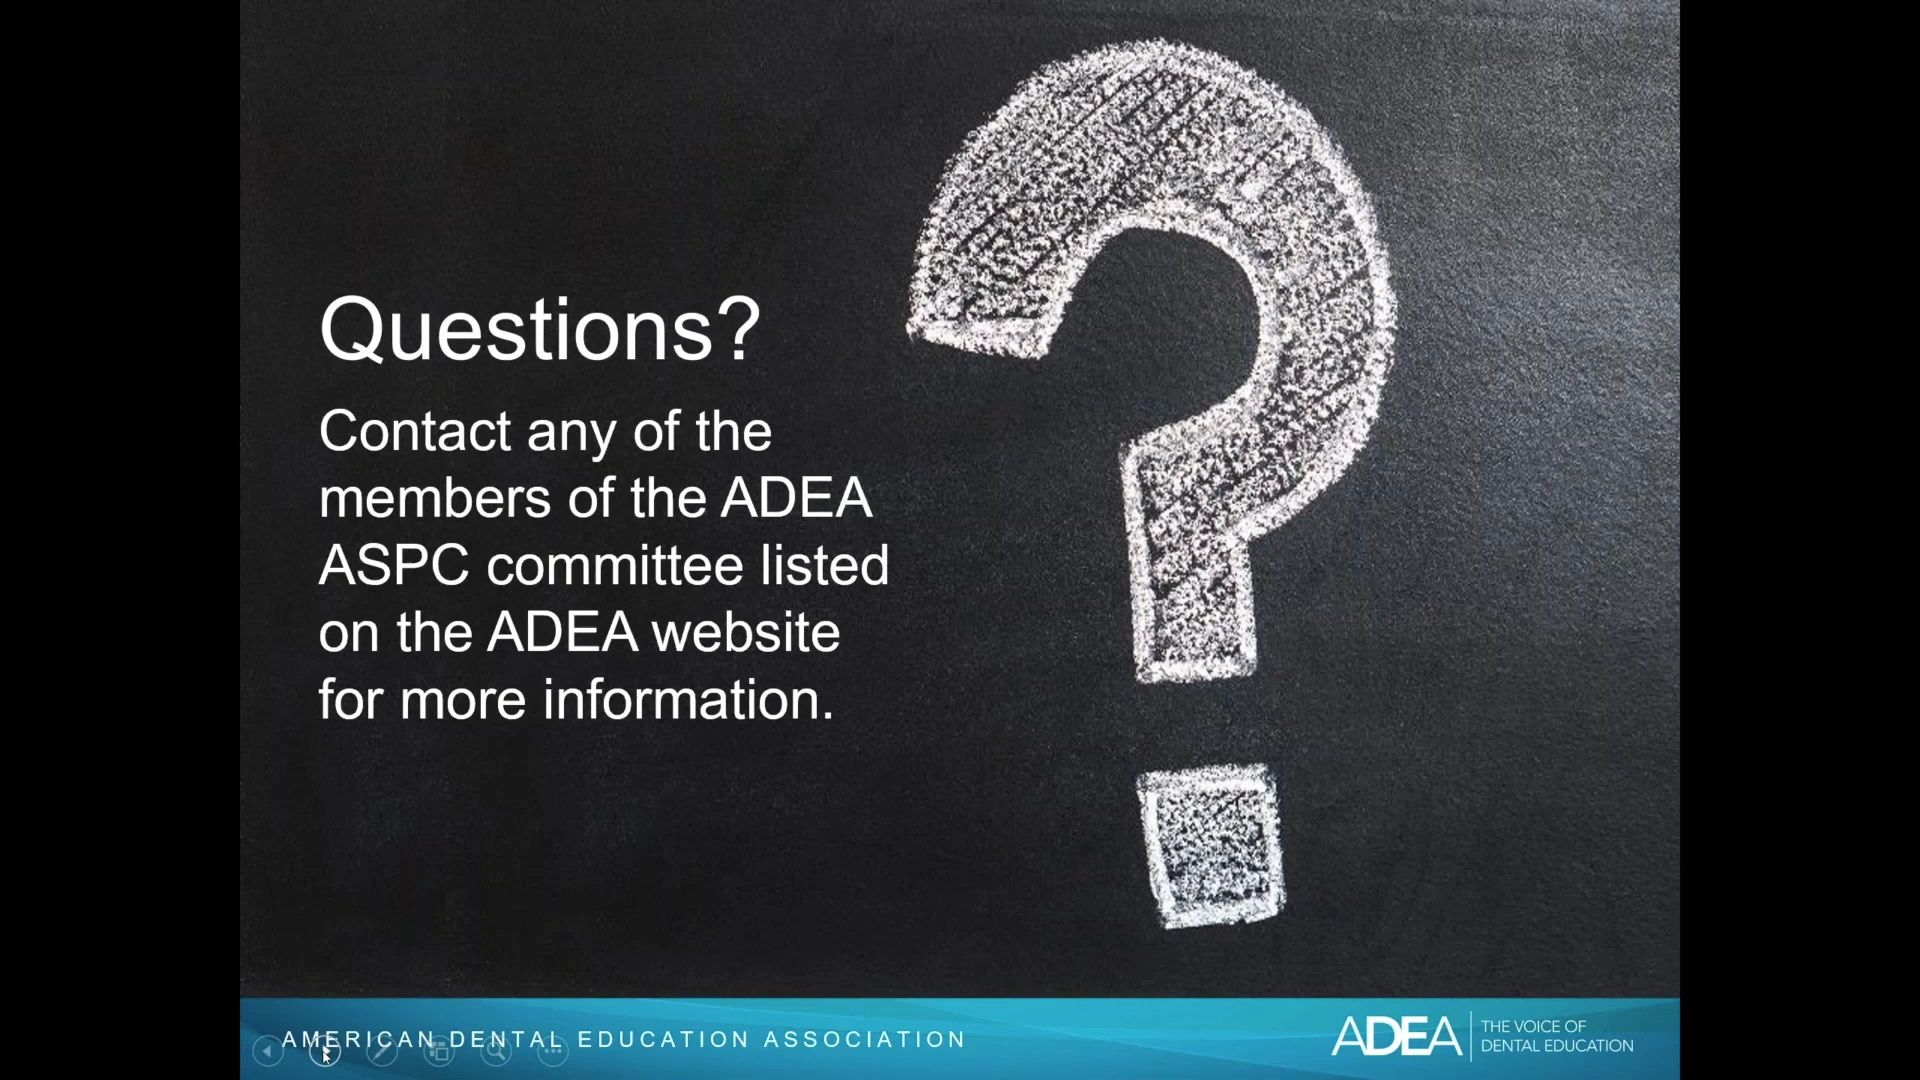 Questions?
Contact any of the
members of the ADEA
ASPC committee listed
on the ADEA website
for more information.
AMERICAN DENTAL EDUCATION ASSOCIATION
ADEA
THE VOICE OF
DENTAL EDUCATION